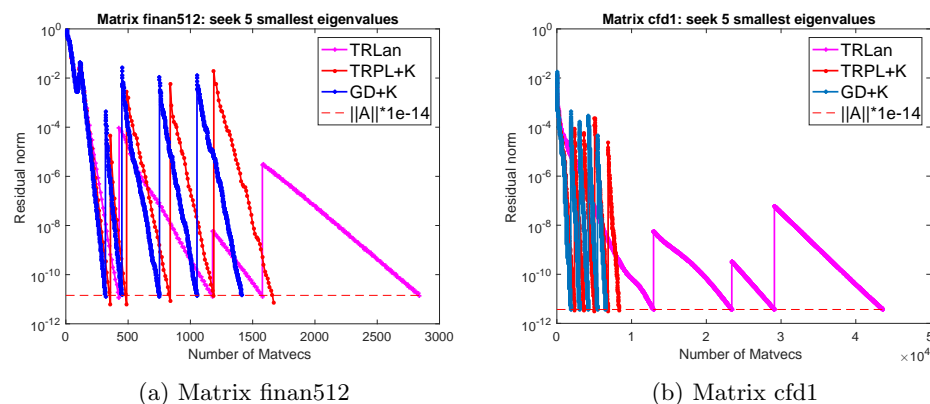 Matrix finan512: seek 5 smallest eigenvalues
TRLan
TRPL+K
GD+K
||A||*1e-14
10^0
10^-2
10^-4
10^-6
10^-8
10^-10
10^-12
Residual norm
0 500 1000 1500 2000 2500 3000
Number of Matvecs
(a) Matrix finan512
Matrix cfd1: seek 5 smallest eigenvalues
TRLan
TRPL+K
GD+K
||A||*1e-14
10^0
10^-2
10^-4
10^-6
10^-8
10^-10
10^-12
Residual norm
0 1 2 3 4 5
× 10^4
Number of Matvecs
(b) Matrix cfd1